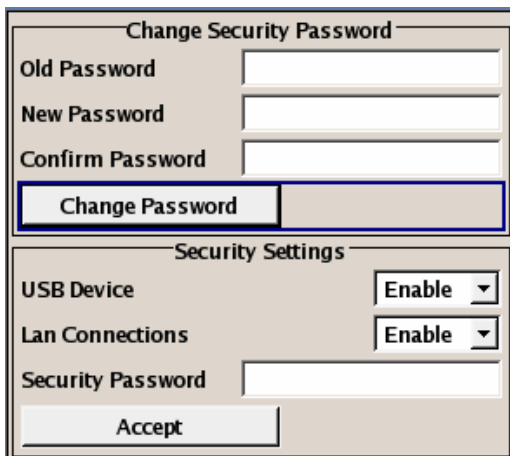 Change Security Password
Old Password
New Password
Confirm Password
Change Password
Security Settings
USB Device Enable
Lan Connections Enable
Security Password
Accept